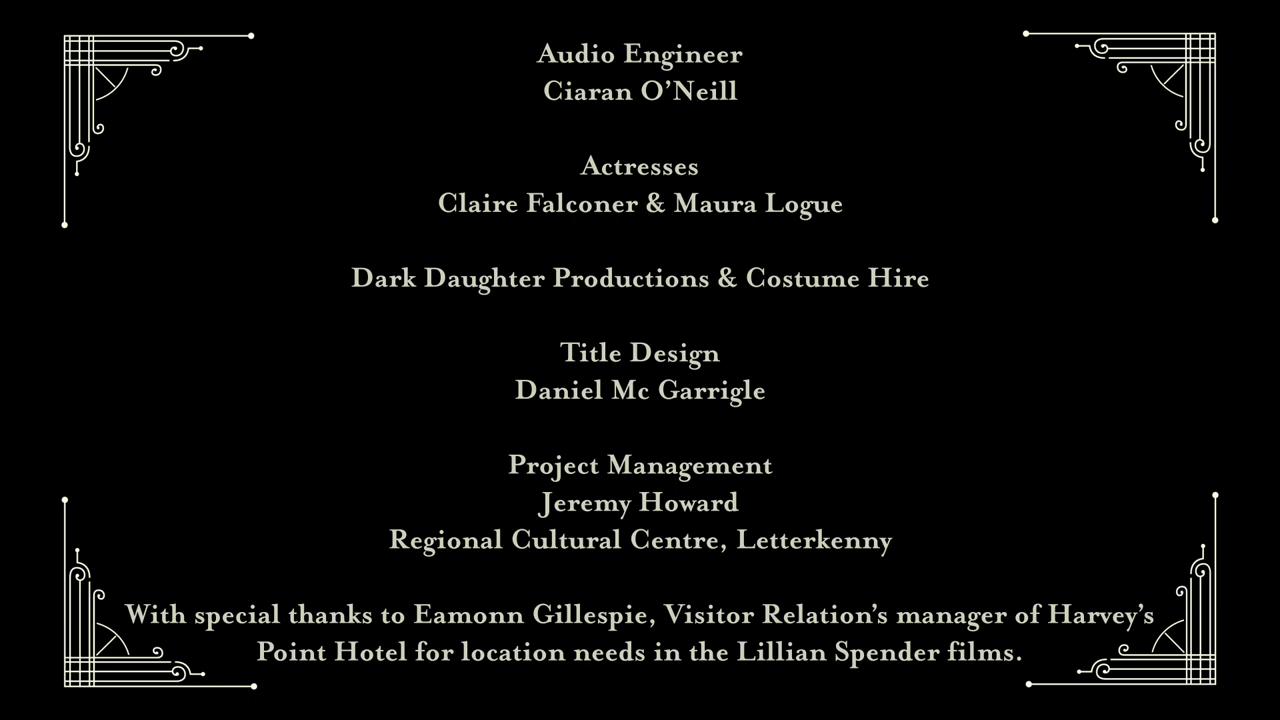 Audio Engineer
Ciaran O’Neill
Actresses
Claire Falconer & Maura Logue
Dark Daughter Productions & Costume Hire
Title Design
Daniel Mc Garrigle
Project Management
Jeremy Howard
Regional Cultural Centre, Letterkenny
With special thanks to Eamonn Gillespie, Visitor Relation’s manager of Harvey’s
Point Hotel for location needs in the Lillian Spender films.